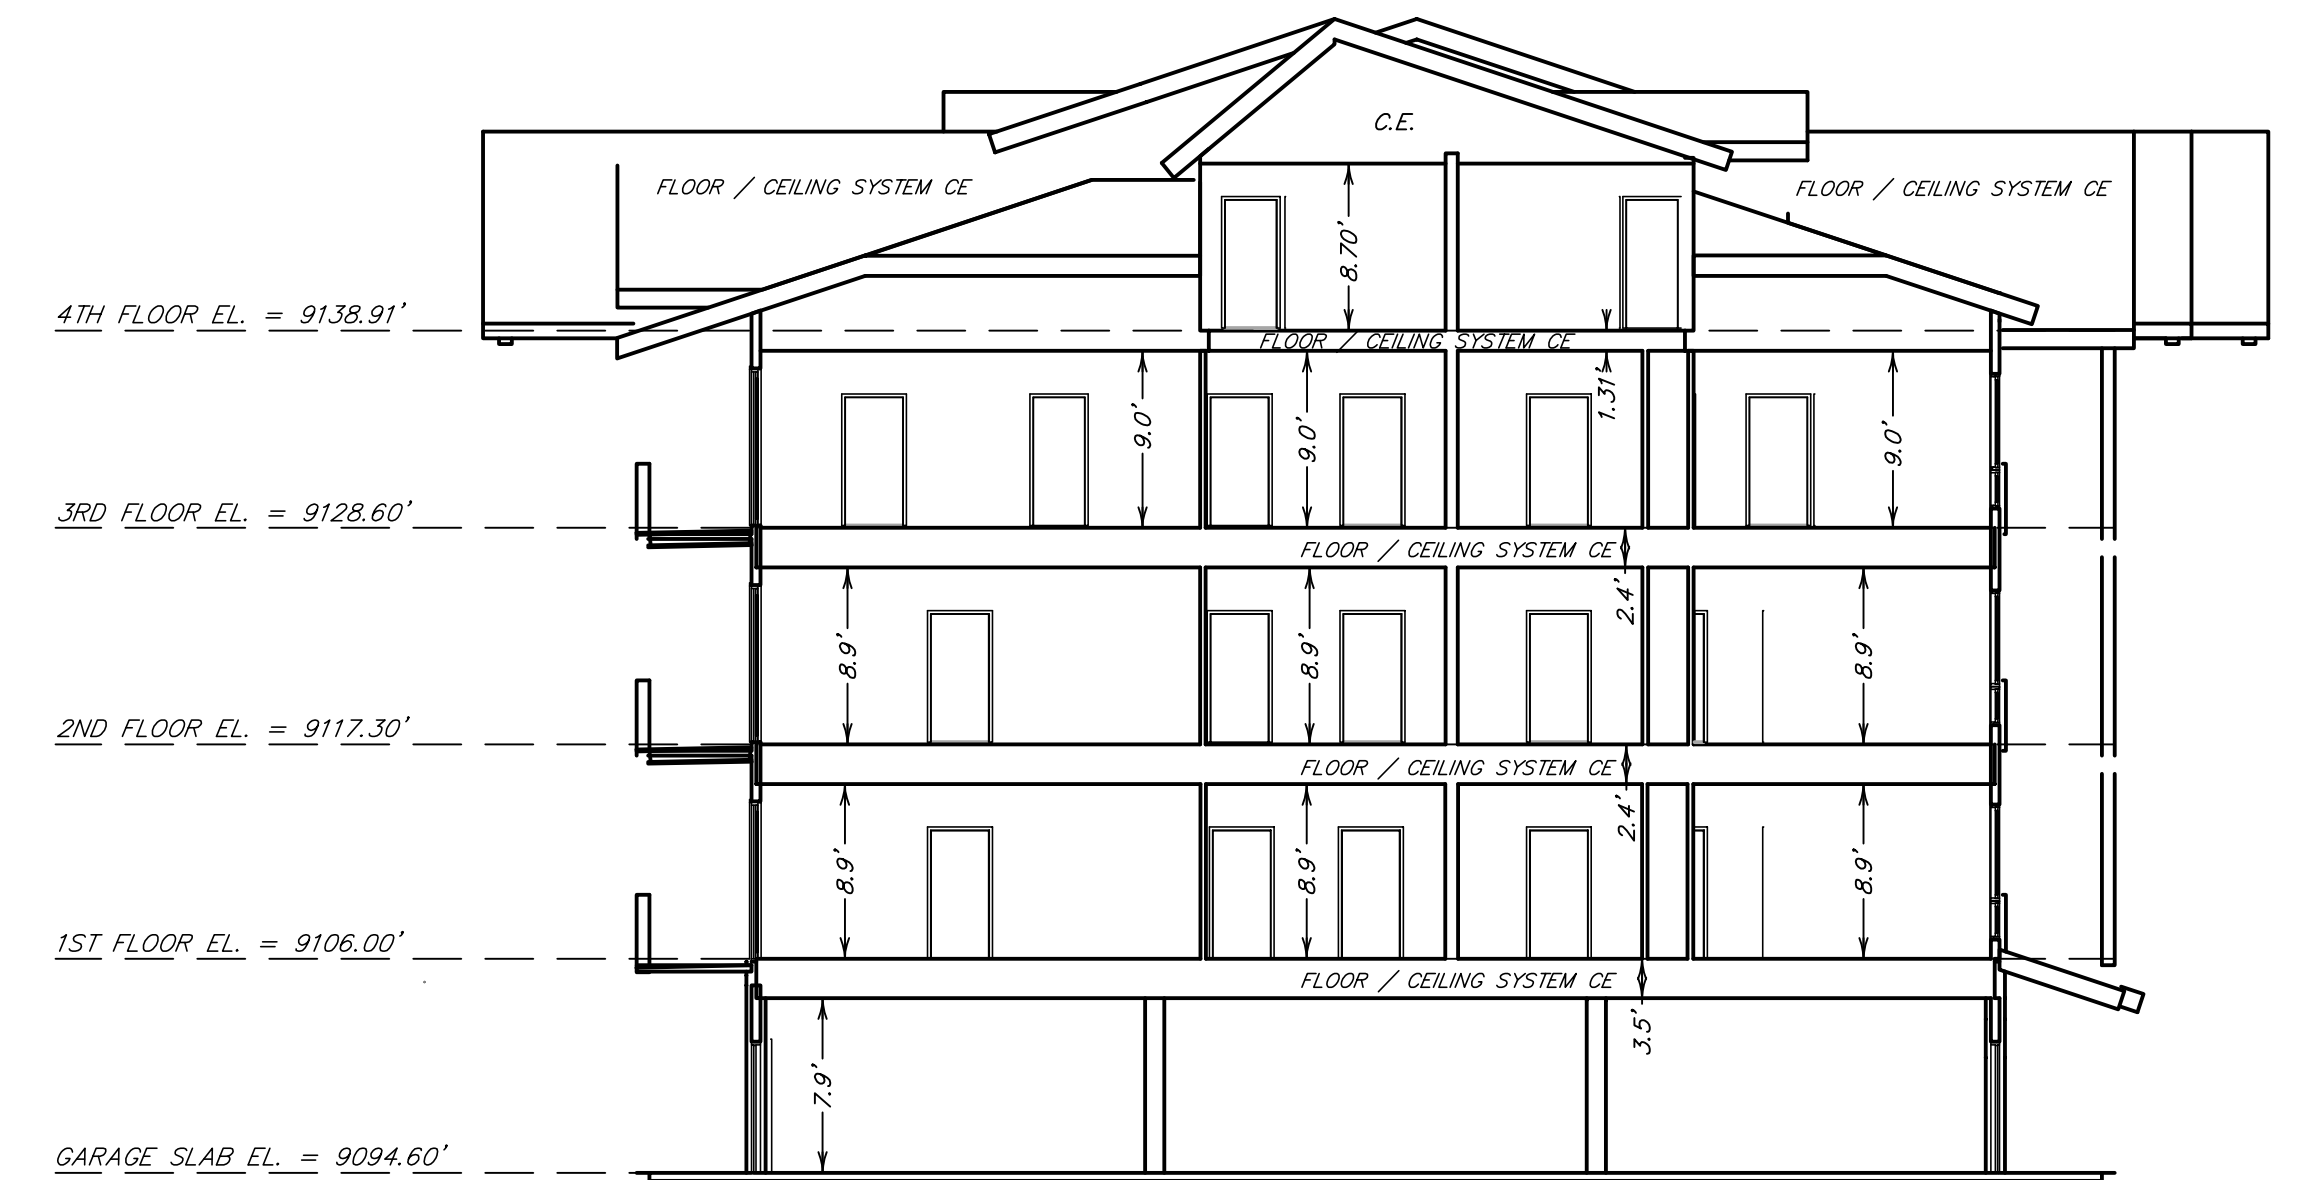 C.E.
FLOOR / CEILING SYSTEM CE
FLOOR / CEILING SYSTEM CE
8.70'
4TH FLOOR EL. = 9138.91'
FLOOR / CEILING SYSTEM CE
1.31'
9.0'
9.0'
9.0'
3RD FLOOR EL. = 9128.60'
FLOOR / CEILING SYSTEM CE
2.4'
8.9'
8.9'
8.9'
2ND FLOOR EL. = 9117.30'
FLOOR / CEILING SYSTEM CE
2.4'
8.9'
8.9'
8.9'
1ST FLOOR EL. = 9106.00'
FLOOR / CEILING SYSTEM CE
3.5'
7.9'
GARAGE SLAB EL. = 9094.60'